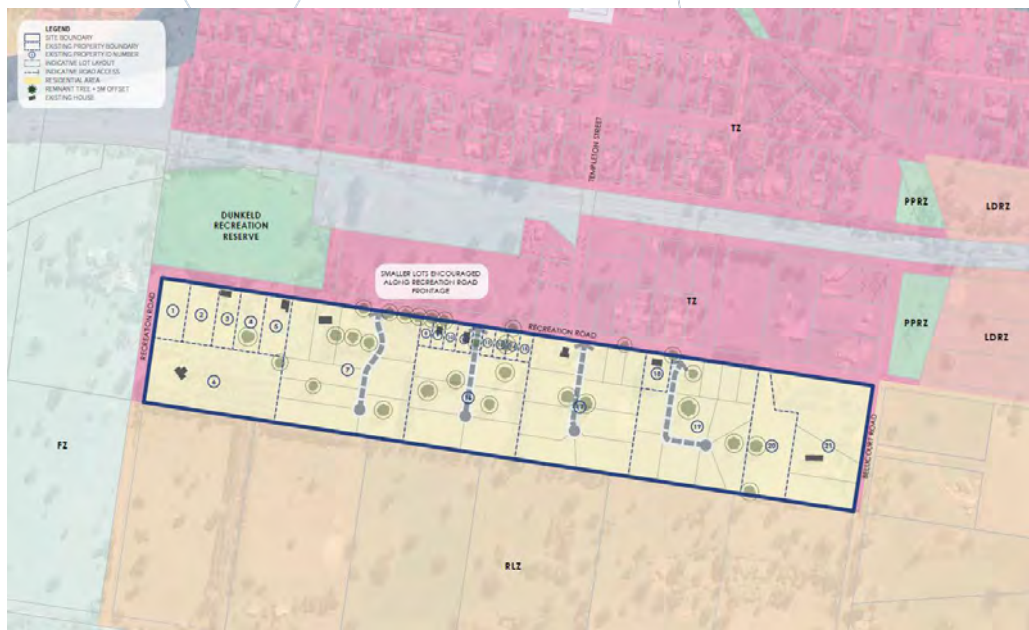 LEGEND
SITE BOUNDARY
EXISTING PROPERTY BOUNDARY
EXISTING PROPERTY ID NUMBER
INDICATIVE LOT LAYOUT
INDICATIVE ROAD ACCESS
RESIDENTIAL AREA
REMNANT TREE + 5M OFFSET
EXISTING HOUSE
TEMPLETON STREET
TZ
PPRZ
LDRZ
DUNKELD
RECREATION
RESERVE
SMALLER LOTS ENCOURAGED
ALONG RECREATION ROAD
FRONTAGE
TZ
PPRZ
LDRZ
RECREATION ROAD
RECREATION ROAD
1
2
3
4
5
6
7
18
17
20
21
BELLICOURT ROAD
FZ
RLZ